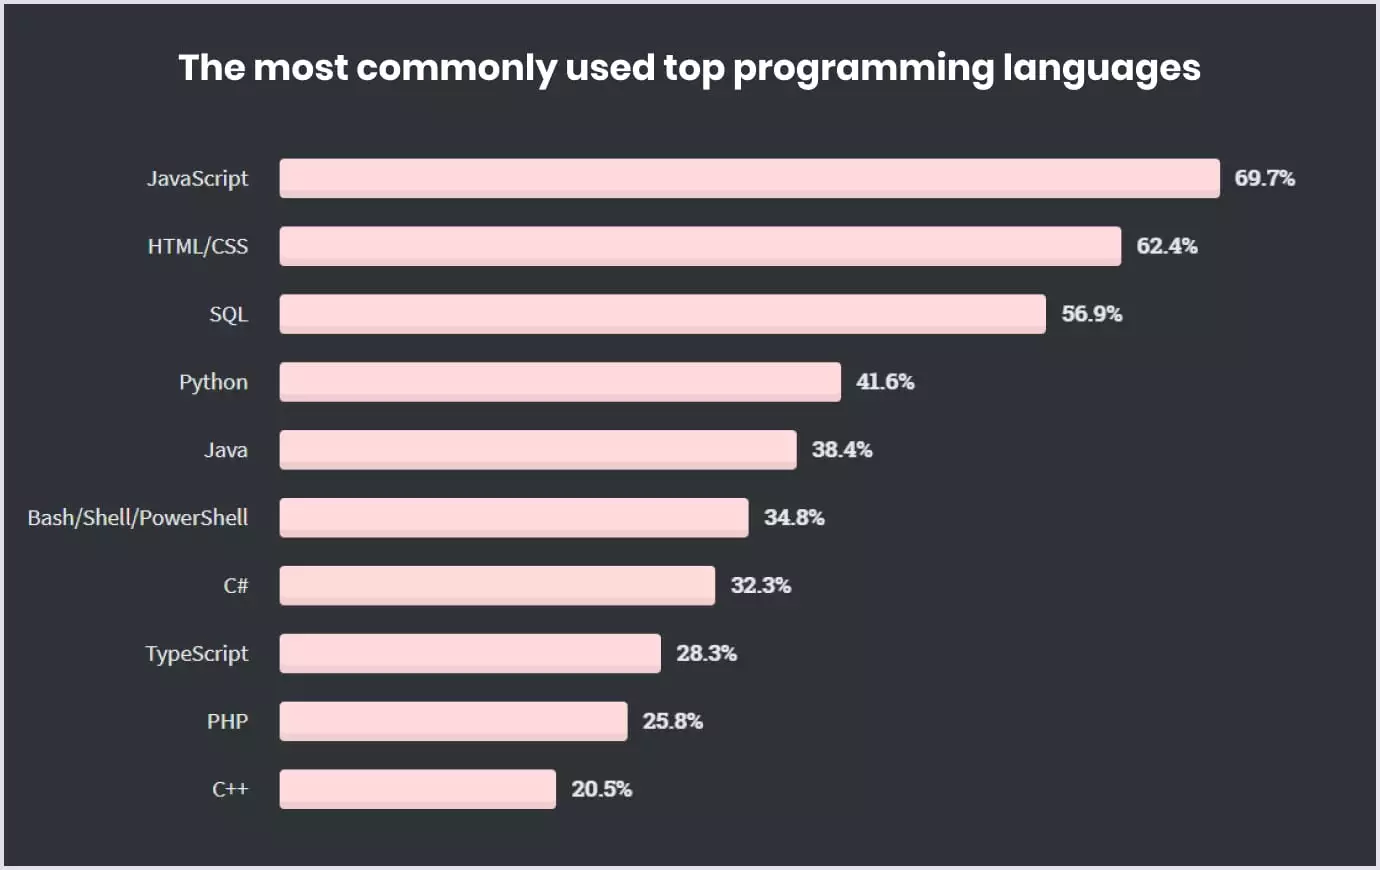 The most commonly used top programming languages
JavaScript 69.7%
HTML/CSS 62.4%
SQL 56.9%
Python 41.6%
Java 38.4%
Bash/Shell/PowerShell 34.8%
C# 32.3%
TypeScript 28.3%
PHP 25.8%
C++ 20.5%